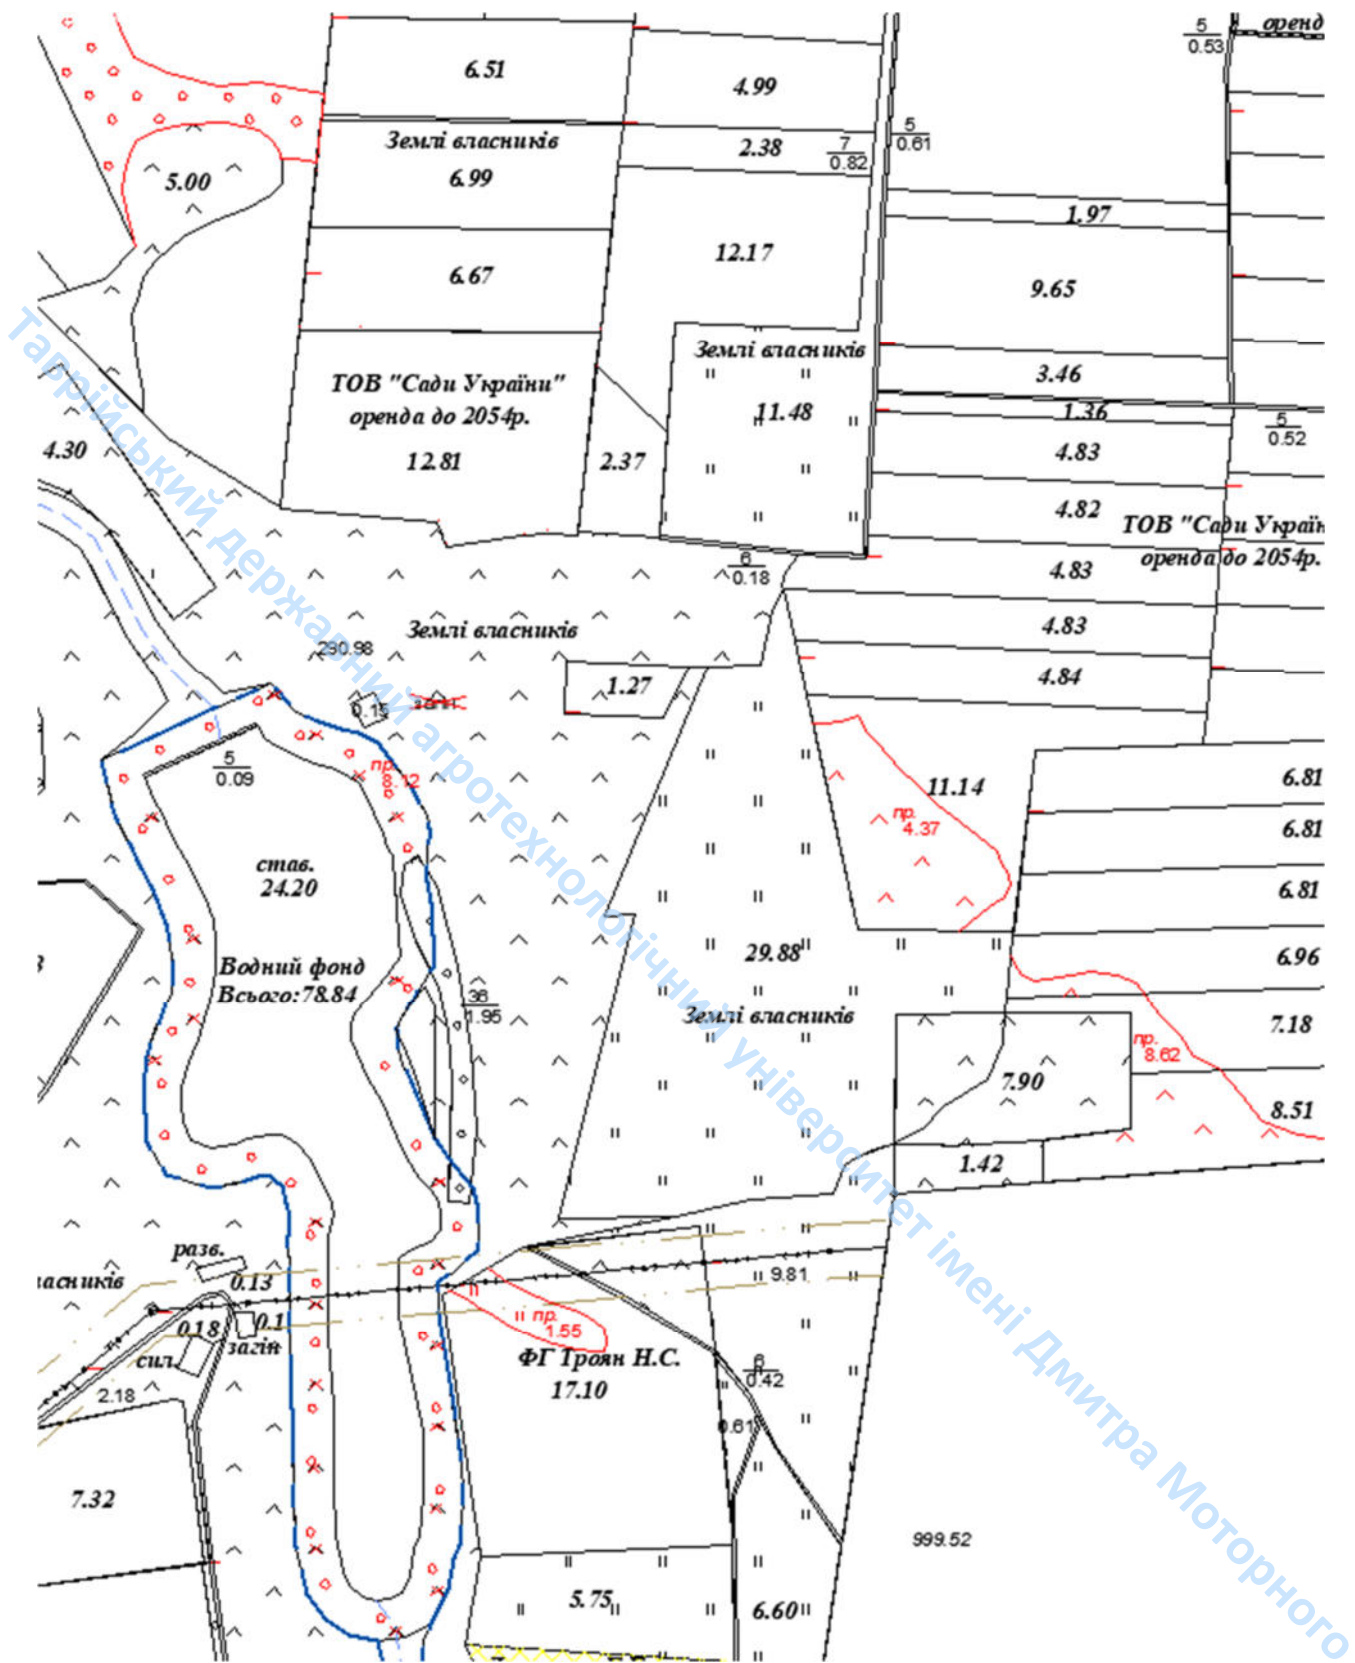 оренд
5
0.53
6.51
4.99
Землі власників
2.38
7
0.82
5
0.61
5.00
6.99
1.97
12.17
6.67
9.65
Землі власників
3.46
ТОВ "Сади України"
оренда до 2054р.
12.81
11.48
1.36
5
0.52
4.30
2.37
4.83
4.82
ТОВ "Сади Україн
оренда до 2054р.
6
0.18
4.83
Землі власників
4.83
290.98
1.27
4.84
0.15
5
0.09
пр.
8.12
11.14
6.81
пр.
4.37
6.81
став.
24.20
6.81
29.88
6.96
Водний фонд
Всього:78.84
36
1.95
Землі власників
7.18
пр.
8.62
7.90
8.51
1.42
разв.
ласників
0.13
9.81
0.18
0.1
загін
сил.
пр.
1.55
ФГ Троян Н.С.
17.10
6
0.42
2.18
0.61
7.32
999.52
5.75
6.60
Таврійський державний агротехнологічний університет імені Дмитра Моторного